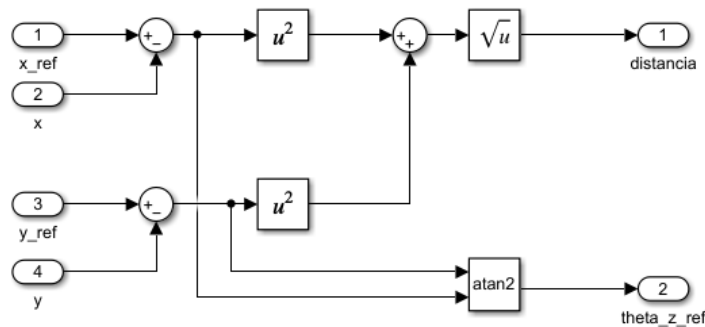 1
x_ref
2
x
+
−
u²
+
+
√u
1
distancia
3
y_ref
4
y
+
−
u²
atan2
2
theta_z_ref